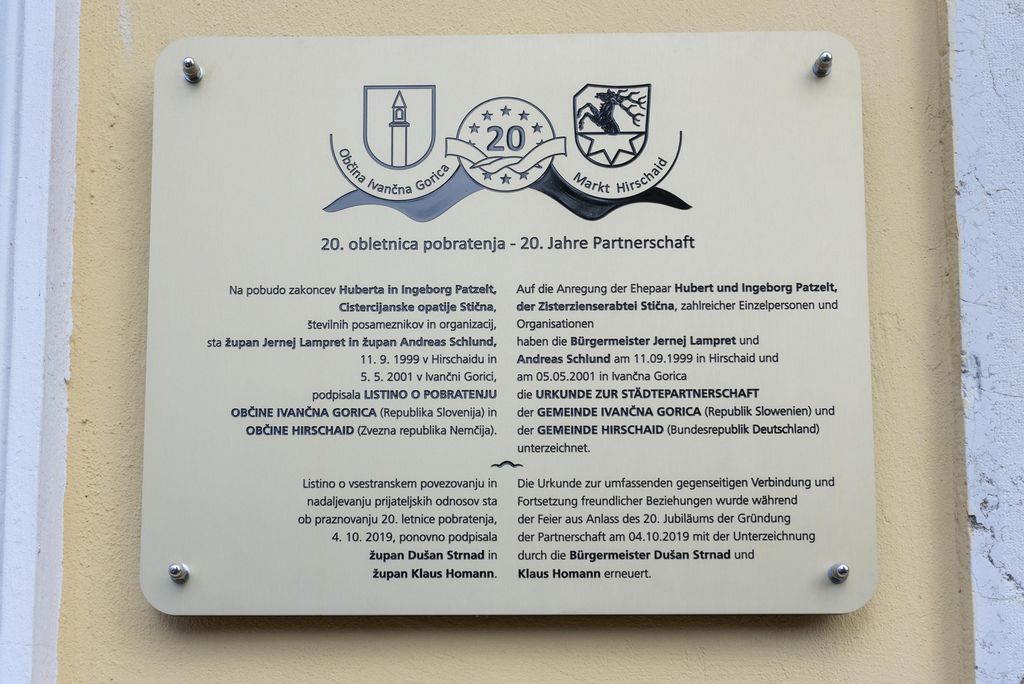 20
Občina Ivančna Gorica
Markt Hirschaid
20. obletnica pobratenja - 20. Jahre Partnerschaft
Na pobudo zakoncev Huberta in Ingeborg Patzelt,
Cistercijanske opatije Stična,
številnih posameznikov in organizacij,
sta župan Jernej Lampret in župan Andreas Schlund,
11. 9. 1999 v Hirschaidu in
5. 5. 2001 v Ivančni Gorici,
podpisala LISTINO O POBRATENJU
OBČINE IVANČNA GORICA (Republika Slovenija) in
OBČINE HIRSCHAID (Zvezna republika Nemčija).
Listino o vsestranskem povezovanju in
nadaljevanju prijateljskih odnosov sta
ob praznovanju 20. letnice pobratenja,
4. 10. 2019, ponovno podpisala
župan Dušan Strnad in
župan Klaus Homann.
Auf die Anregung der Ehepaar Hubert und Ingeborg Patzelt,
der Zisterzienserabtei Stična, zahlreicher Einzelpersonen und
Organisationen
haben die Bürgermeister Jernej Lampret und
Andreas Schlund am 11.09.1999 in Hirschaid und
am 05.05.2001 in Ivančna Gorica
die URKUNDE ZUR STÄDTEPARTNERSCHAFT
der GEMEINDE IVANČNA GORICA (Republik Slowenien) und
der GEMEINDE HIRSCHAID (Bundesrepublik Deutschland)
unterzeichnet.
Die Urkunde zur umfassenden gegenseitigen Verbindung und
Fortsetzung freundlicher Beziehungen wurde während
der Feier aus Anlass des 20. Jubiläums der Gründung
der Partnerschaft am 04.10.2019 mit der Unterzeichnung
durch die Bürgermeister Dušan Strnad und
Klaus Homann erneuert.